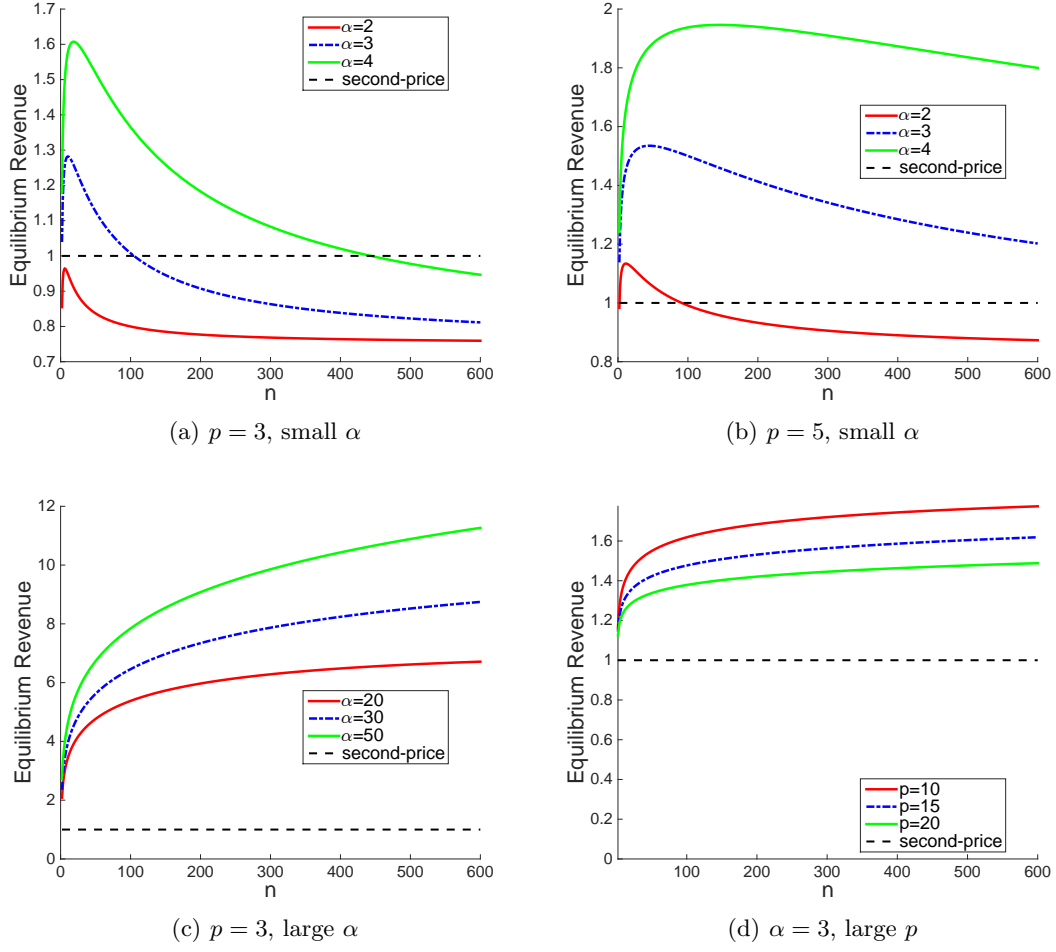 1.7
1.6
1.5
1.4
1.3
1.2
1.1
1
0.9
0.8
0.7
Equilibrium Revenue
α=2
α=3
α=4
second-price
0 100 200 300 400 500 600
n
(a) p = 3, small α
2
1.8
1.6
1.4
1.2
1
0.8
Equilibrium Revenue
α=2
α=3
α=4
second-price
0 100 200 300 400 500 600
n
(b) p = 5, small α
12
10
8
6
4
2
0
Equilibrium Revenue
α=20
α=30
α=50
second-price
0 100 200 300 400 500 600
n
(c) p = 3, large α
1.6
1.4
1.2
1
0.8
0.6
0.4
0.2
0
Equilibrium Revenue
p=10
p=15
p=20
second-price
100 200 300 400 500 600
n
(d) α = 3, large p